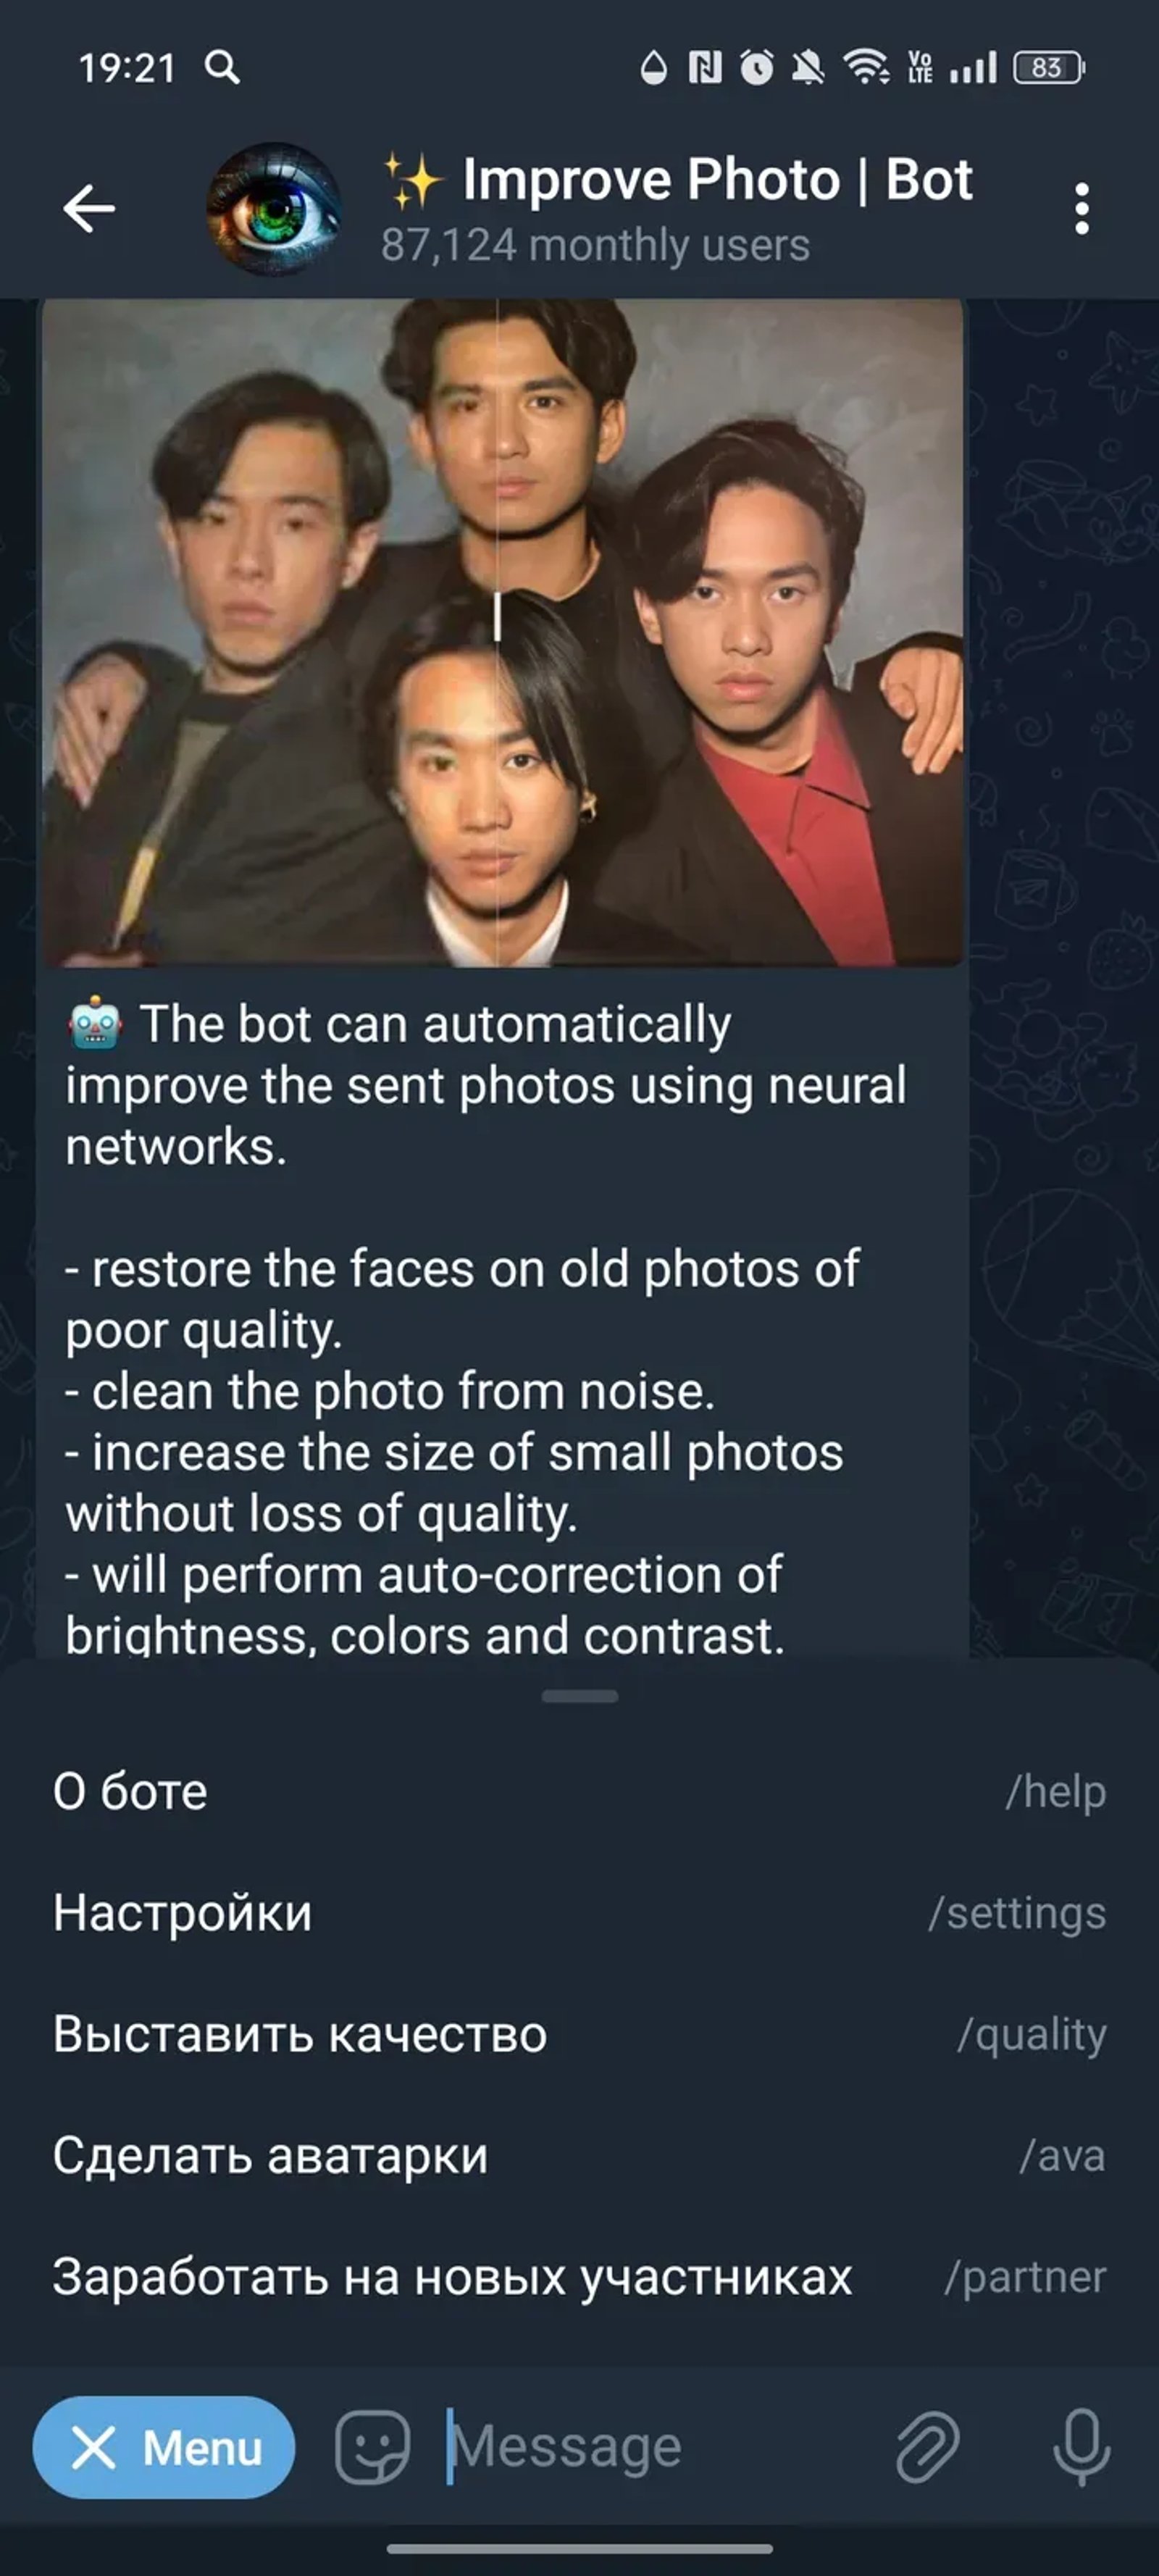 19:21
Vo
LTE
83
✨ Improve Photo | Bot
87,124 monthly users
🤖 The bot can automatically
improve the sent photos using neural
networks.
- restore the faces on old photos of
poor quality.
- clean the photo from noise.
- increase the size of small photos
without loss of quality.
- will perform auto-correction of
brightness, colors and contrast.
О боте /help
Настройки /settings
Выставить качество /quality
Сделать аватарки /ava
Заработать на новых участниках /partner
Menu
Message